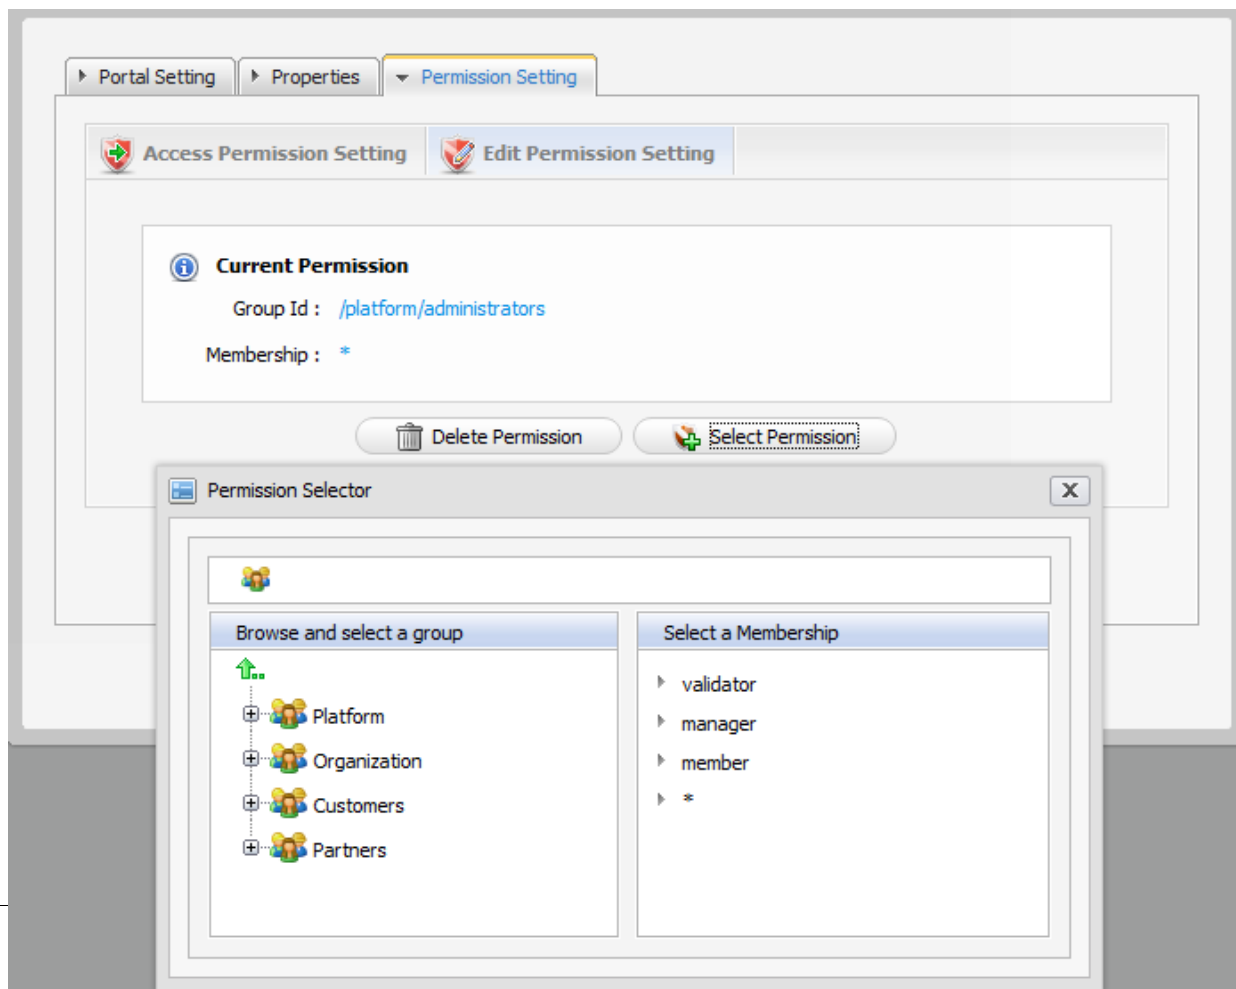 Portal Setting Properties Permission Setting
Access Permission Setting Edit Permission Setting
Current Permission
Group Id : /platform/administrators
Membership : *
Delete Permission Select Permission
Permission Selector
Browse and select a group
Platform
Organization
Customers
Partners
Select a Membership
validator
manager
member
*